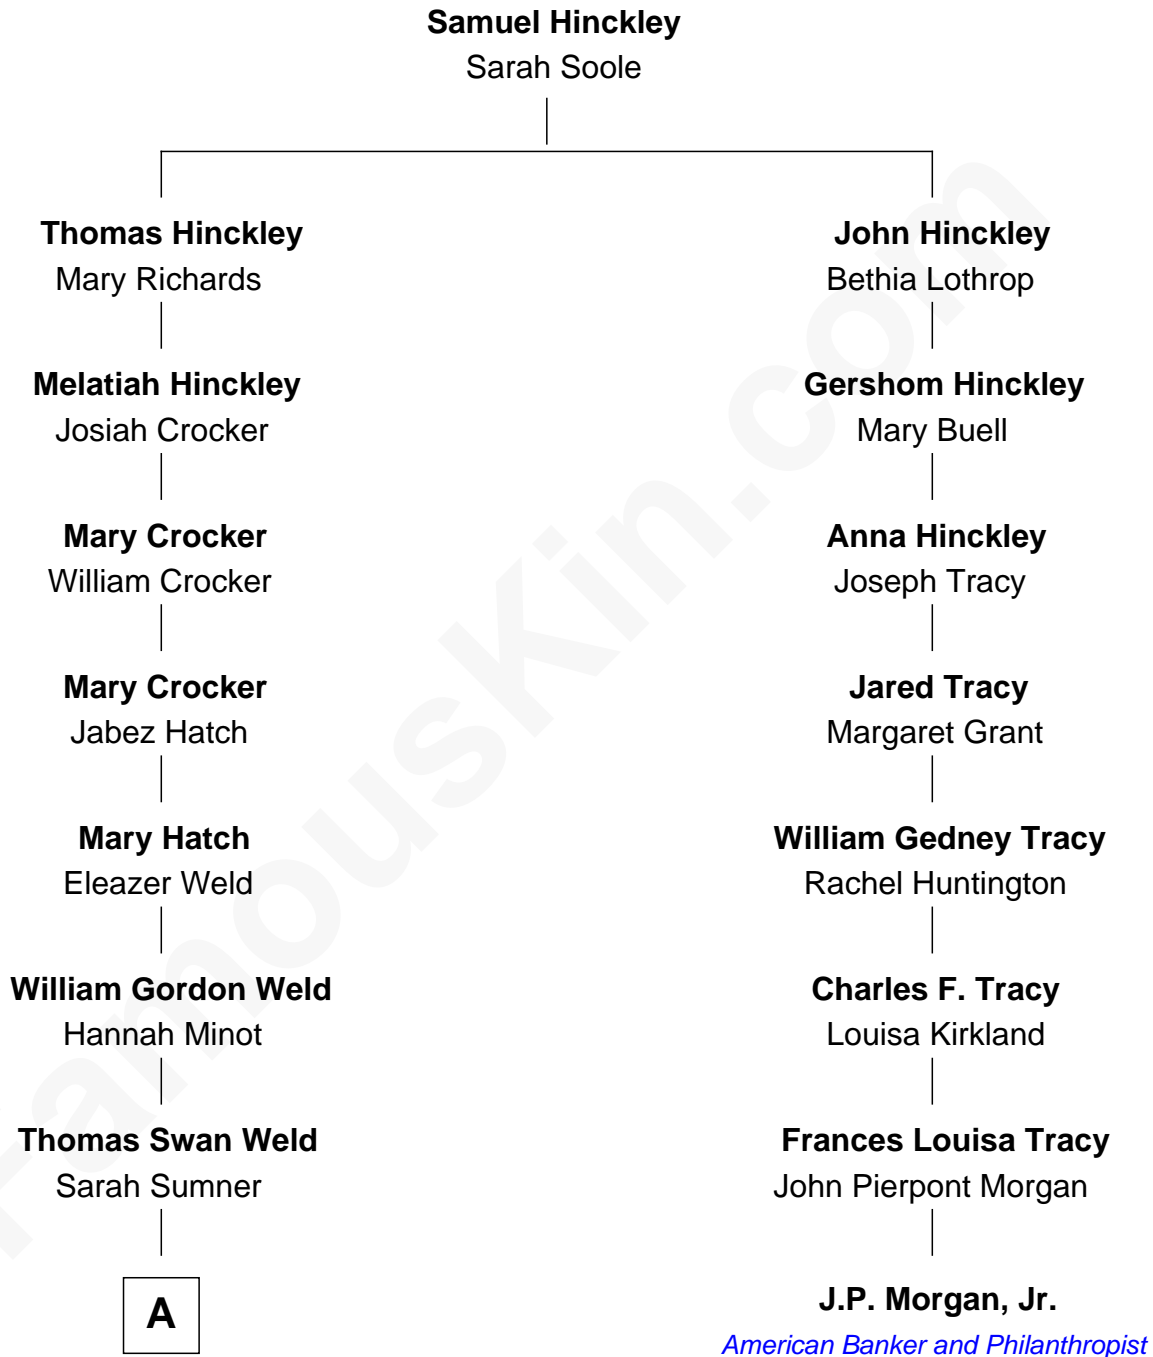 Samuel Hinckley
Sarah Soole
Thomas Hinckley
Mary Richards
John Hinckley
Bethia Lothrop
Melatiah Hinckley
Josiah Crocker
Gershom Hinckley
Mary Buell
Mary Crocker
William Crocker
Anna Hinckley
Joseph Tracy
Mary Crocker
Jabez Hatch
Jared Tracy
Margaret Grant
Mary Hatch
Eleazer Weld
William Gedney Tracy
Rachel Huntington
William Gordon Weld
Hannah Minot
Charles F. Tracy
Louisa Kirkland
Thomas Swan Weld
Sarah Sumner
Frances Louisa Tracy
John Pierpont Morgan
A
J.P. Morgan, Jr.
American Banker and Philanthropist
FamousKin.com